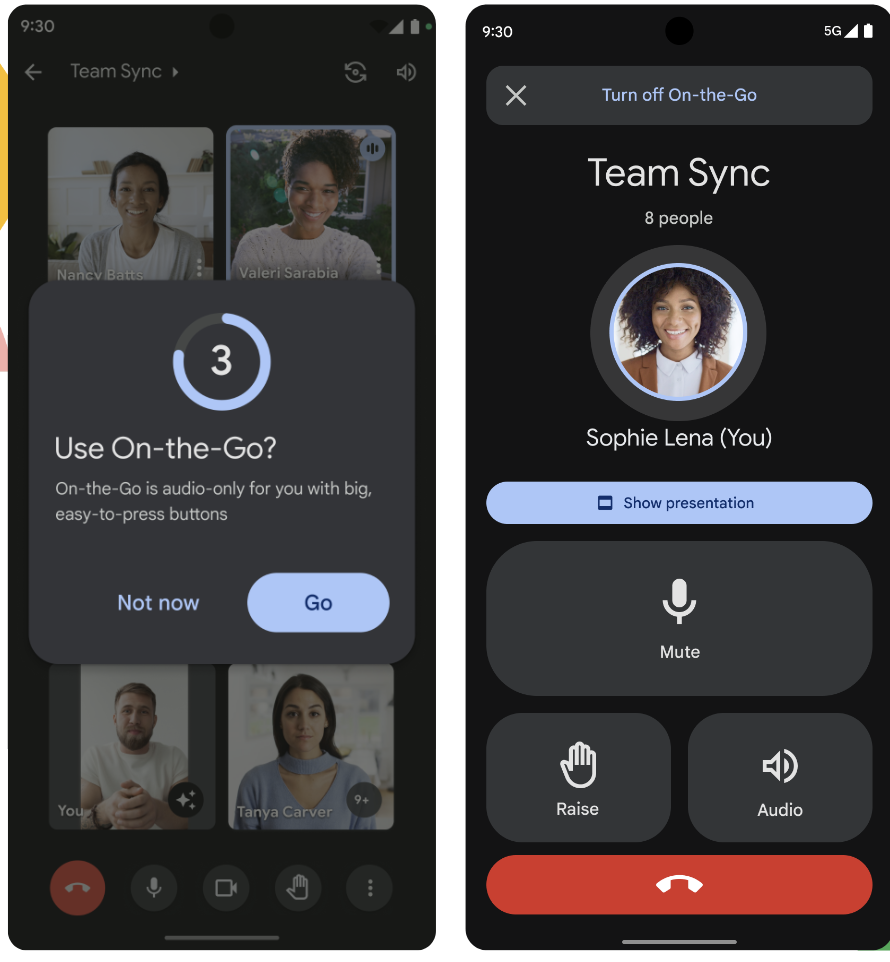 9:30
Team Sync
Nancy Batts
Valeri Sarabia
3
Use On-the-Go?
On-the-Go is audio-only for you with big,
easy-to-press buttons
Not now
Go
You
Tanya Carver
9+
9:30
5G
Turn off On-the-Go
Team Sync
8 people
Sophie Lena (You)
Show presentation
Mute
Raise
Audio